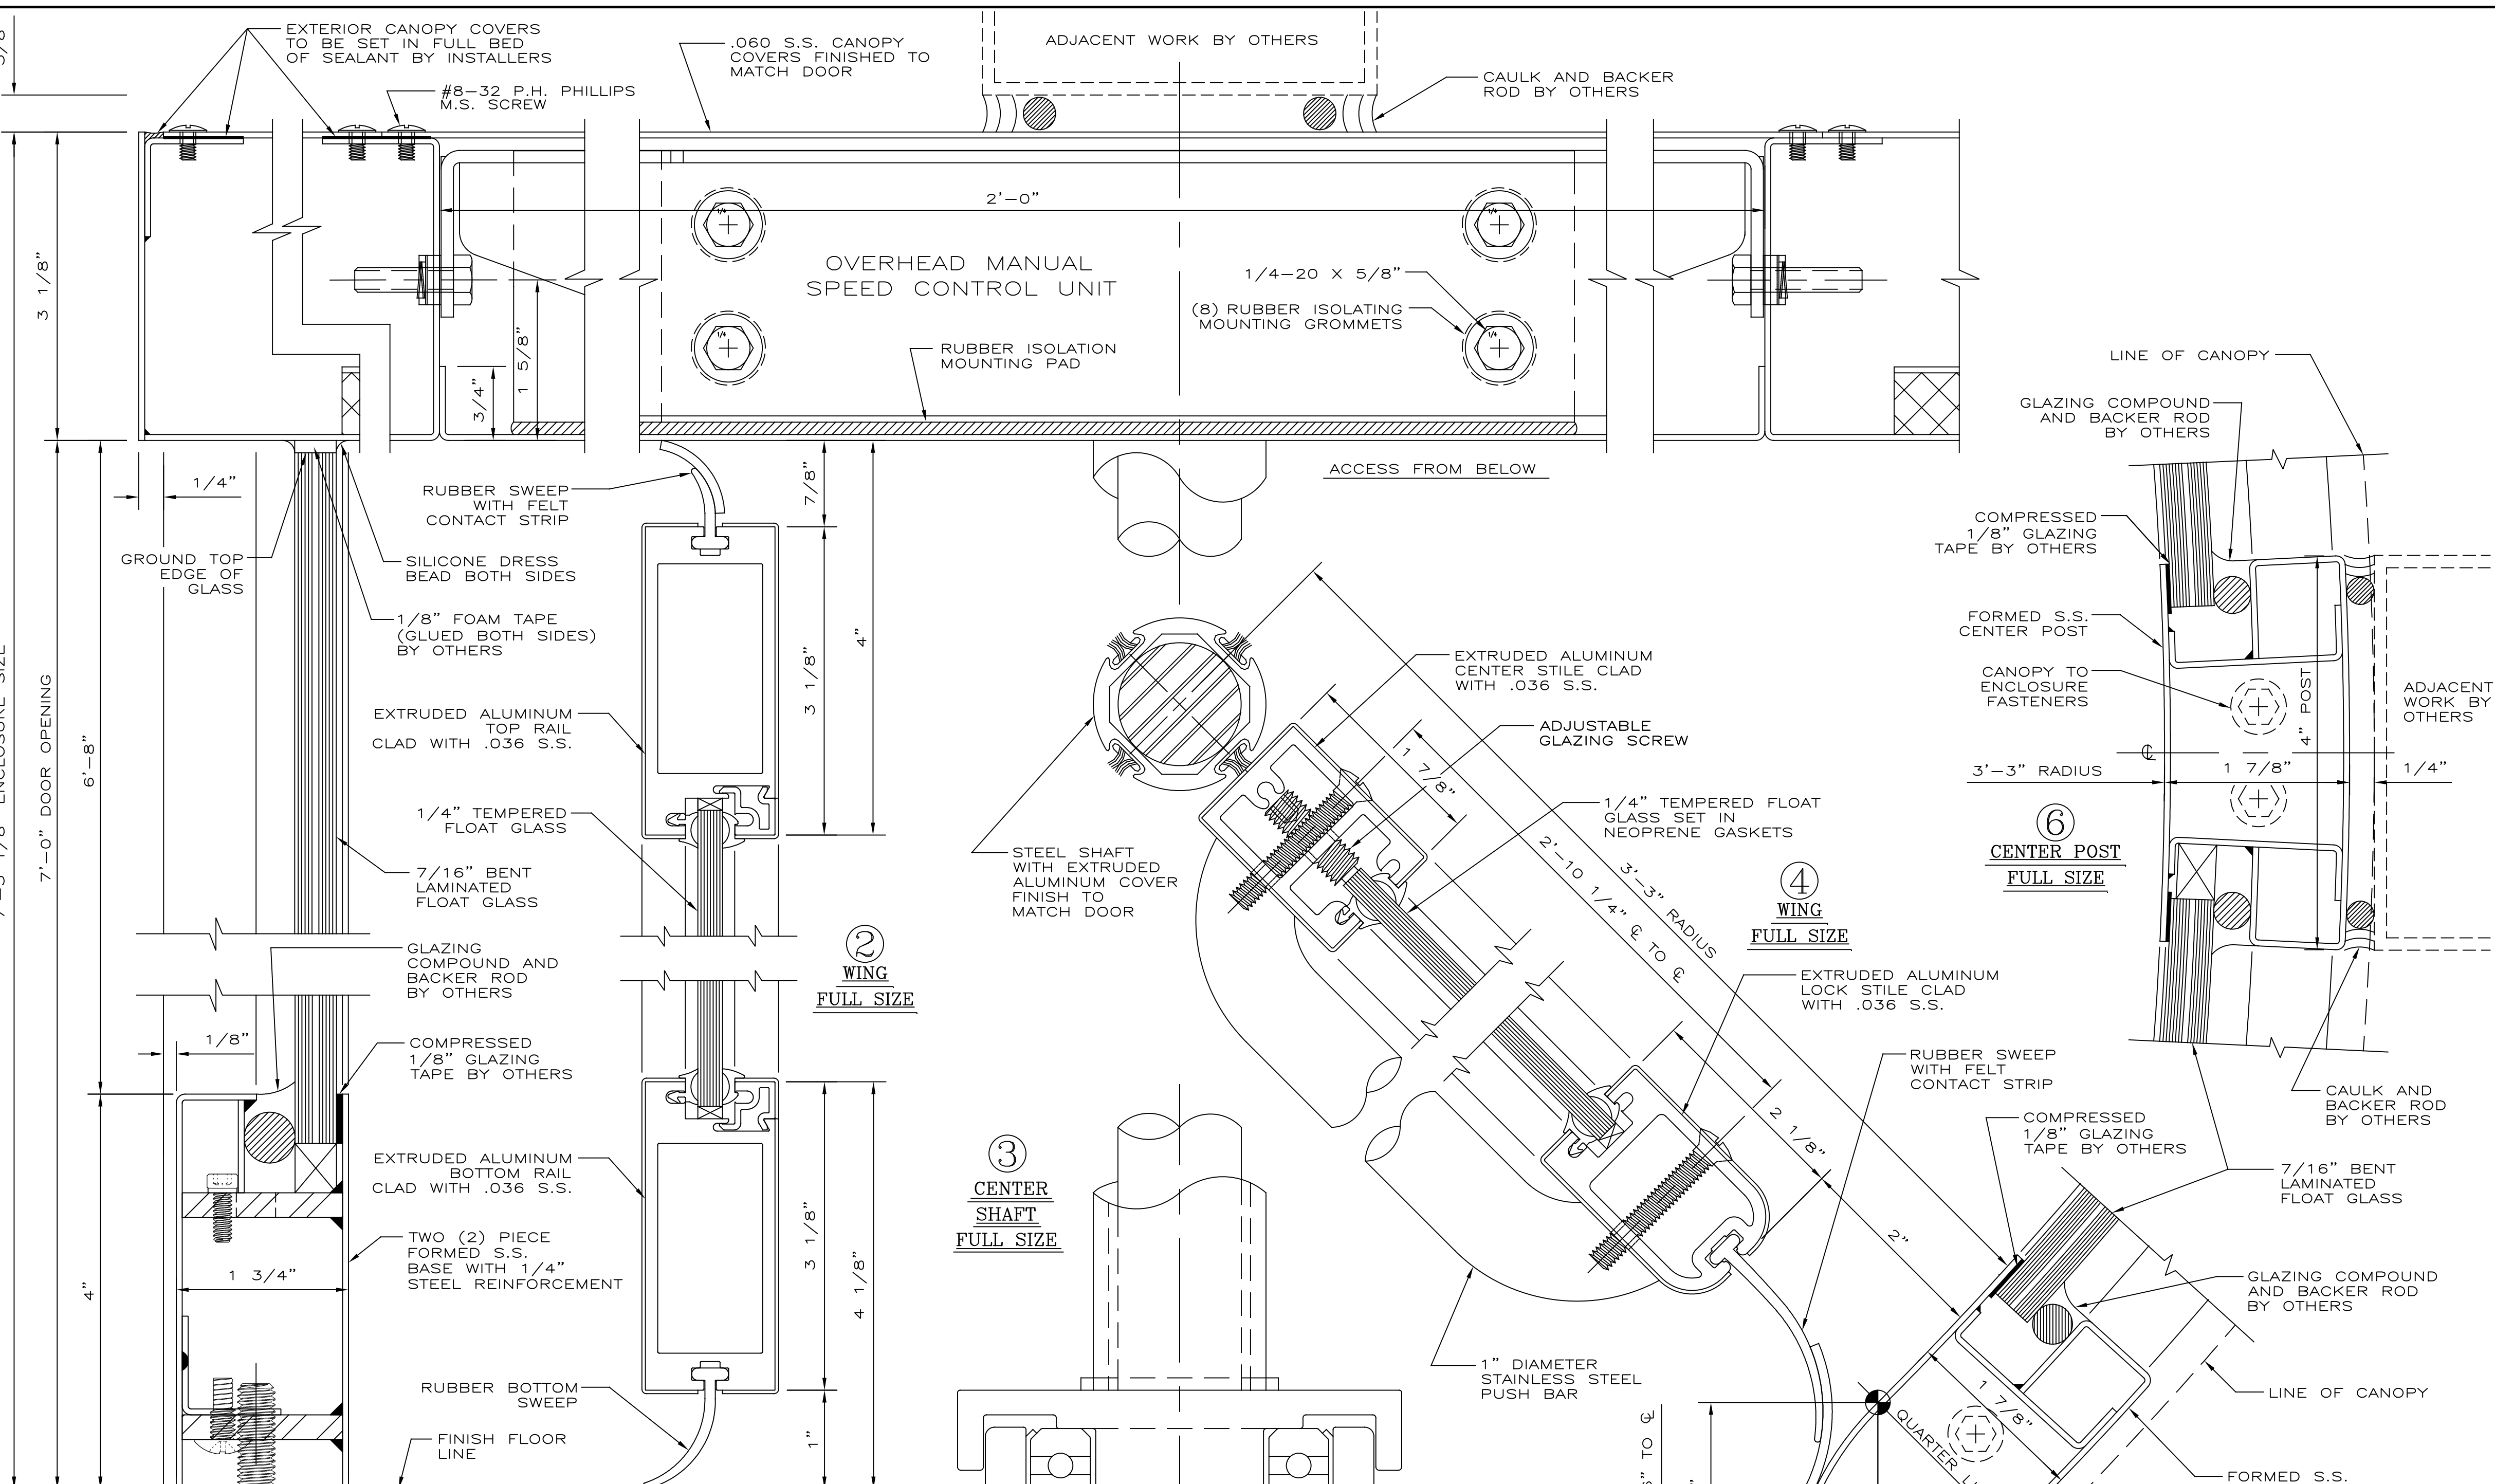 EXTERIOR CANOPY COVERS
TO BE SET IN FULL BED
OF SEALANT BY INSTALLERS
#8-32 P.H. PHILLIPS
M.S. SCREW
.060 S.S. CANOPY
COVERS FINISHED TO
MATCH DOOR
ADJACENT WORK BY OTHERS
CAULK AND BACKER
ROD BY OTHERS
3 1/8"
2'-0"
1/4
1/4
OVERHEAD MANUAL
SPEED CONTROL UNIT
1/4-20 X 5/8"
(8) RUBBER ISOLATING
MOUNTING GROMMETS
1/4
1/4
RUBBER ISOLATION
MOUNTING PAD
3/4"
1 5/8"
ACCESS FROM BELOW
1/4"
RUBBER SWEEP
WITH FELT
CONTACT STRIP
7/8"
GROUND TOP
EDGE OF
GLASS
SILICONE DRESS
BEAD BOTH SIDES
1/8" FOAM TAPE
(GLUED BOTH SIDES)
BY OTHERS
ENCLOSURE SIZE
7'-0" DOOR OPENING
6'-8"
3 1/8"
4"
EXTRUDED ALUMINUM
TOP RAIL
CLAD WITH .036 S.S.
1/4" TEMPERED
FLOAT GLASS
7/16" BENT
LAMINATED
FLOAT GLASS
GLAZING
COMPOUND AND
BACKER ROD
BY OTHERS
2
WING
FULL SIZE
1/8"
COMPRESSED
1/8" GLAZING
TAPE BY OTHERS
EXTRUDED ALUMINUM
BOTTOM RAIL
CLAD WITH .036 S.S.
TWO (2) PIECE
FORMED S.S.
BASE WITH 1/4"
STEEL REINFORCEMENT
1 3/4"
4"
3 1/8"
4 1/8"
1"
RUBBER BOTTOM
SWEEP
FINISH FLOOR
LINE
3
CENTER
SHAFT
FULL SIZE
STEEL SHAFT
WITH EXTRUDED
ALUMINUM COVER
FINISH TO
MATCH DOOR
EXTRUDED ALUMINUM
CENTER STILE CLAD
WITH .036 S.S.
ADJUSTABLE
GLAZING SCREW
1 7/8"
1/4" TEMPERED FLOAT
GLASS SET IN
NEOPRENE GASKETS
2'-10 1/4" ℄ TO ℄
3'-3" RADIUS
4
WING
FULL SIZE
EXTRUDED ALUMINUM
LOCK STILE CLAD
WITH .036 S.S.
RUBBER SWEEP
WITH FELT
CONTACT STRIP
2 1/8"
2"
1" DIAMETER
STAINLESS STEEL
PUSH BAR
" TO ℄
QUARTER
LINE OF CANOPY
GLAZING COMPOUND
AND BACKER ROD
BY OTHERS
COMPRESSED
1/8" GLAZING
TAPE BY OTHERS
FORMED S.S.
CENTER POST
CANOPY TO
ENCLOSURE
FASTENERS
4" POST
ADJACENT
WORK BY
OTHERS
℄
3'-3" RADIUS
1 7/8"
1/4"
6
CENTER POST
FULL SIZE
CAULK AND
BACKER ROD
BY OTHERS
COMPRESSED
1/8" GLAZING
TAPE BY OTHERS
7/16" BENT
LAMINATED
FLOAT GLASS
GLAZING COMPOUND
AND BACKER ROD
BY OTHERS
LINE OF CANOPY
1 7/8"
FORMED S.S.